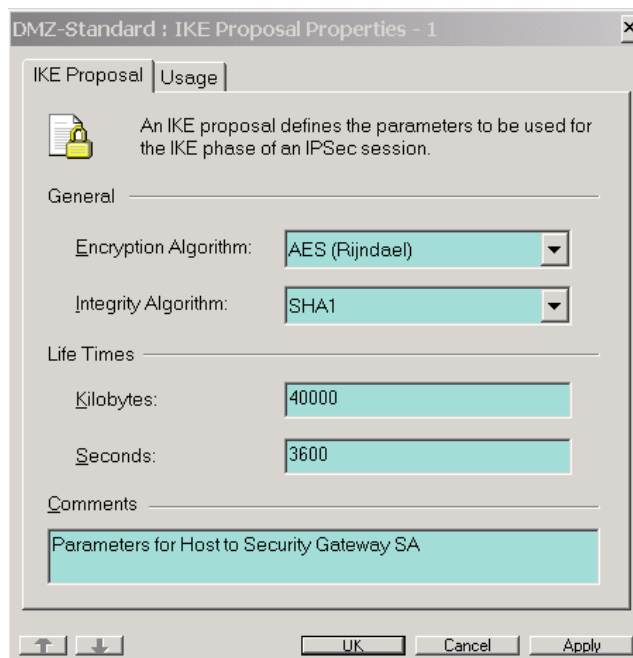 DMZ-Standard : IKE Proposal Properties - 1
IKE Proposal
Usage
An IKE proposal defines the parameters to be used for
the IKE phase of an IPSec session.
General
Encryption Algorithm:
AES (Rijndael)
Integrity Algorithm:
SHA1
Life Times
Kilobytes:
40000
Seconds:
3600
Comments
Parameters for Host to Security Gateway SA
OK
Cancel
Apply